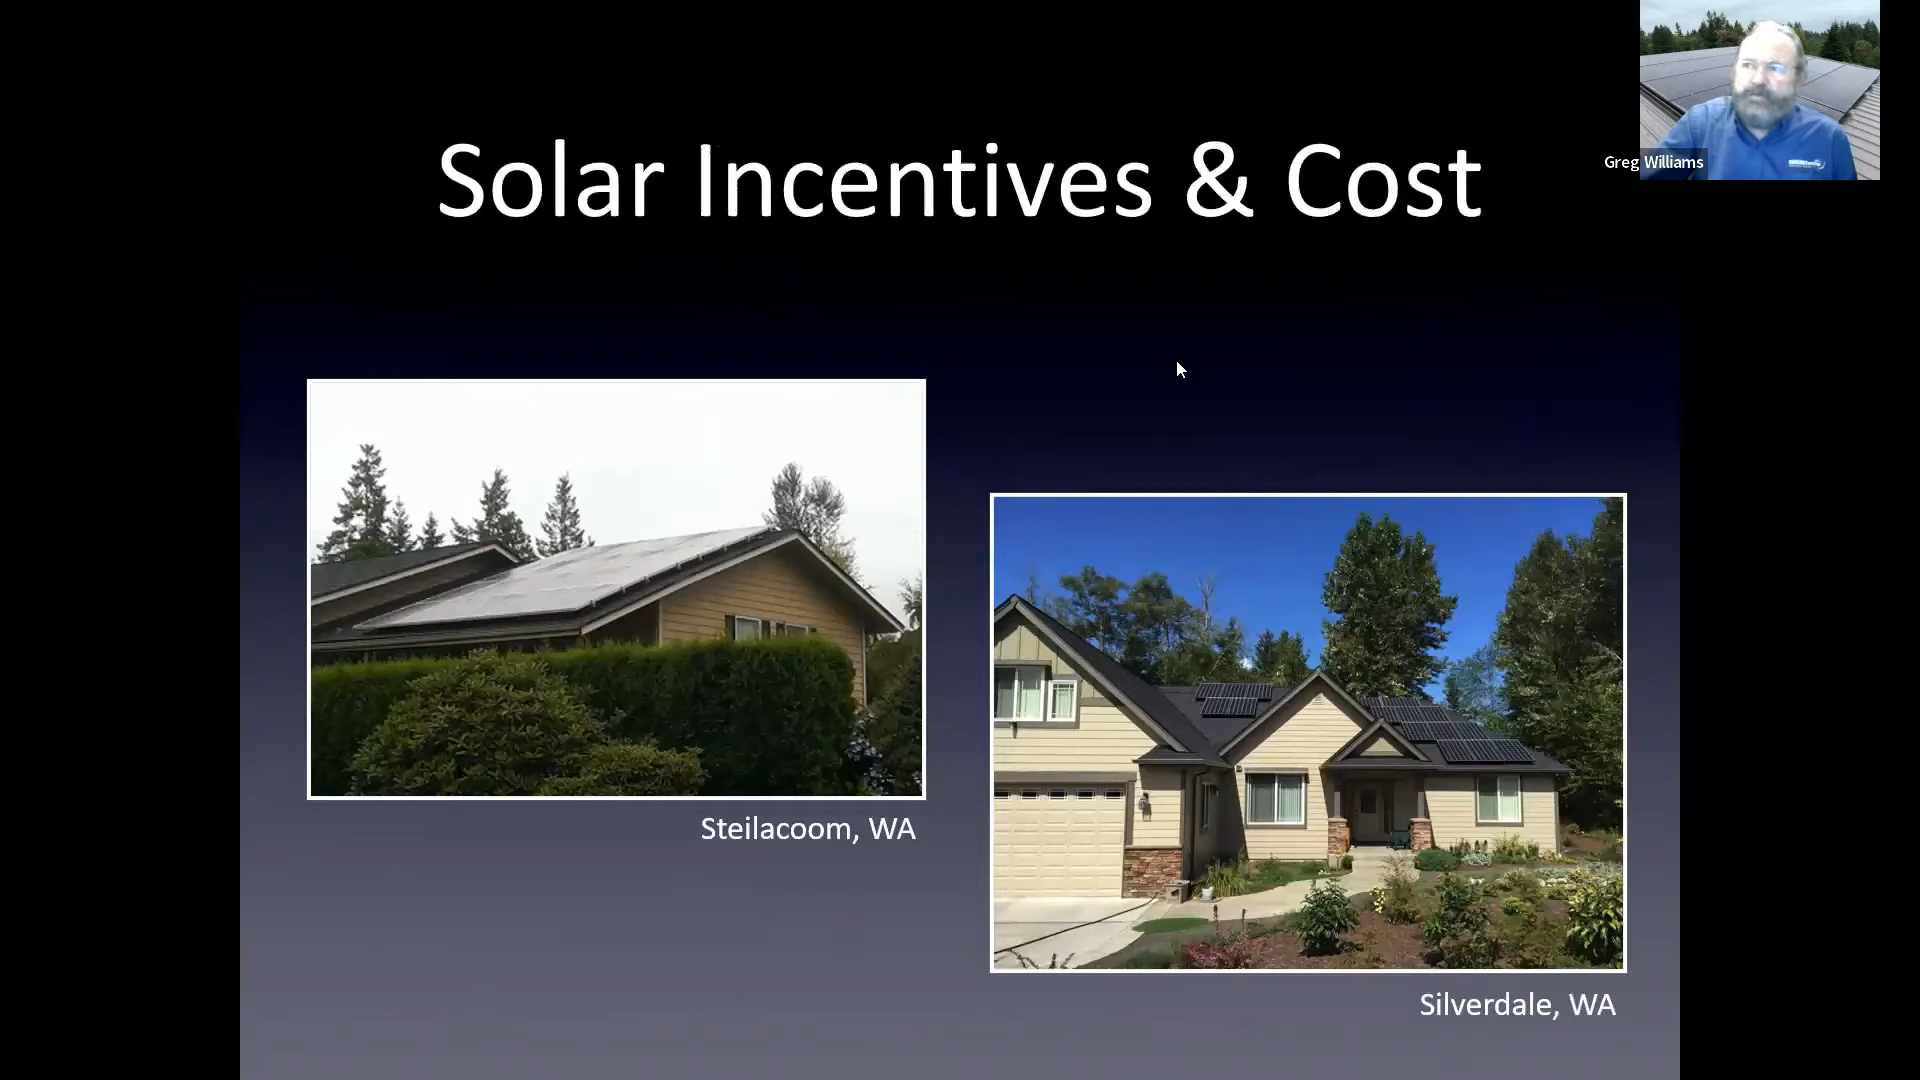 Solar Incentives & Cost
Greg Williams
Steilacoom, WA
Silverdale, WA